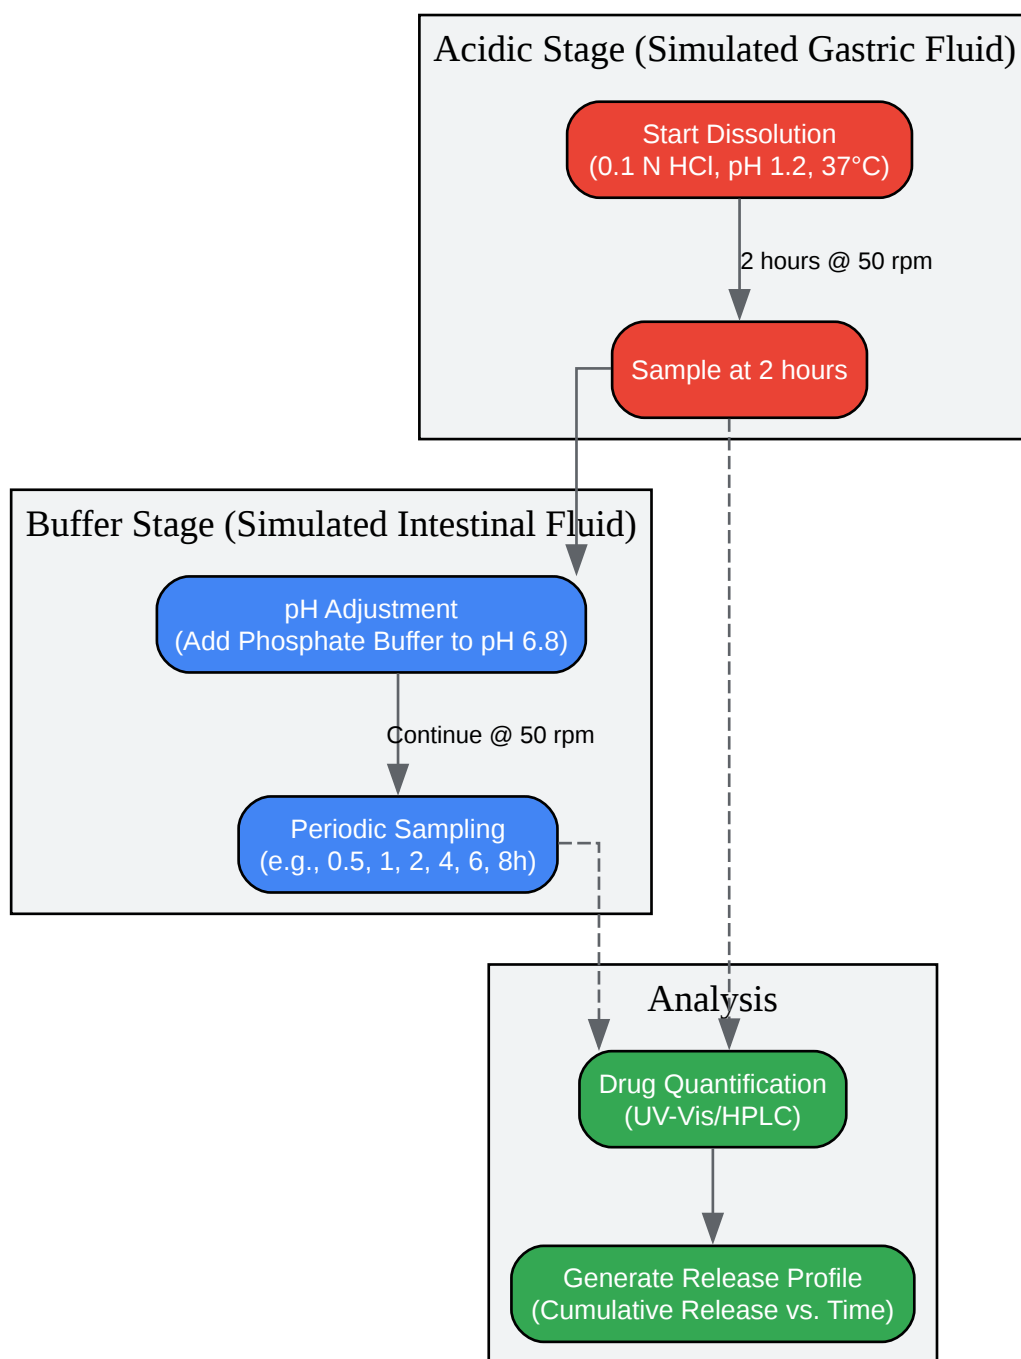 Acidic Stage (Simulated Gastric Fluid)
Start Dissolution
(0.1 N HCl, pH 1.2, 37°C)
2 hours @ 50 rpm
Sample at 2 hours
Buffer Stage (Simulated Intestinal Fluid)
pH Adjustment
(Add Phosphate Buffer to pH 6.8)
Continue @ 50 rpm
Periodic Sampling
(e.g., 0.5, 1, 2, 4, 6, 8h)
Analysis
Drug Quantification
(UV-Vis/HPLC)
Generate Release Profile
(Cumulative Release vs. Time)